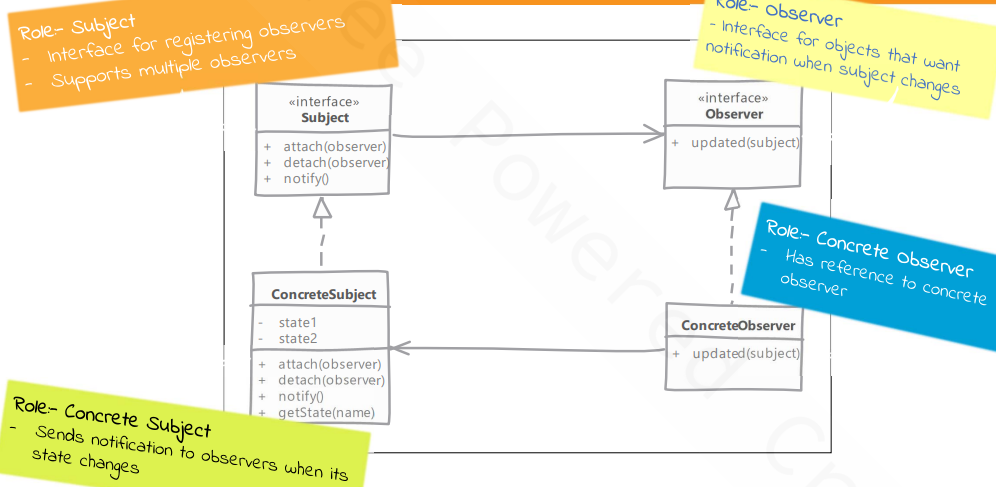 Role:- Subject
- Interface for registering observers
- Supports multiple observers
Role:- Observer
- Interface for objects that want
notification when subject changes
«interface»
Subject
+ attach(observer)
+ detach(observer)
+ notify()
«interface»
Observer
+ updated(subject)
Role:- Concrete Observer
- Has reference to concrete
observer
ConcreteSubject
- state1
- state2
+ attach(observer)
+ detach(observer)
+ notify()
+ getState(name)
ConcreteObserver
+ updated(subject)
Role:- Concrete Subject
- Sends notification to observers when its
state changes
Powered